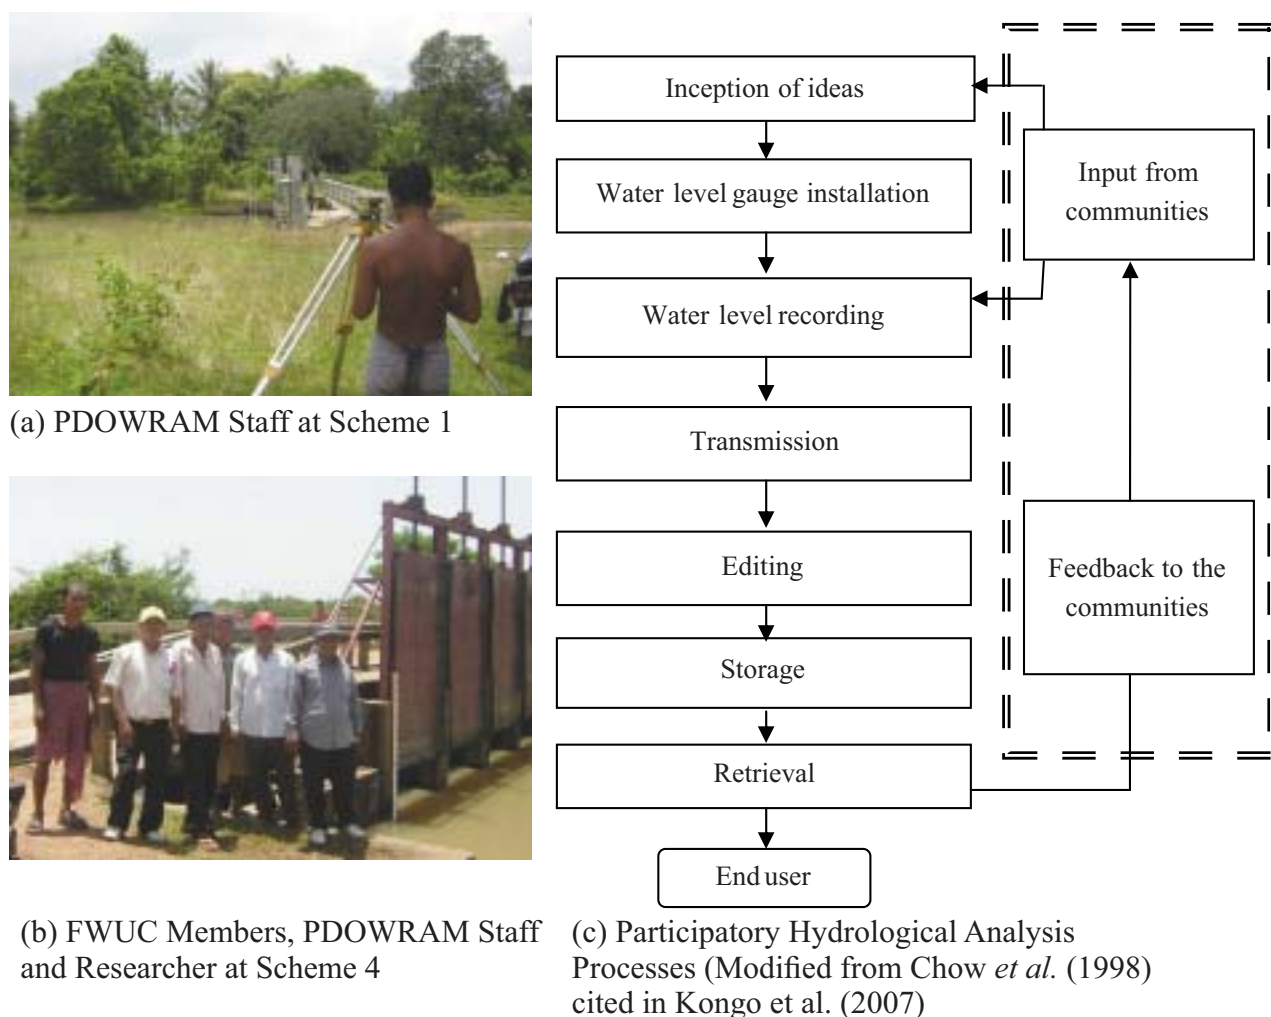 (a) PDOWRAM Staff at Scheme 1
(b) FWUC Members, PDOWRAM Staff
and Researcher at Scheme 4
Inception of ideas
Water level gauge installation
Water level recording
Transmission
Editing
Storage
Retrieval
End user
Input from
communities
Feedback to the
communities
(c) Participatory Hydrological Analysis
Processes (Modified from Chow et al. (1998)
cited in Kongo et al. (2007)